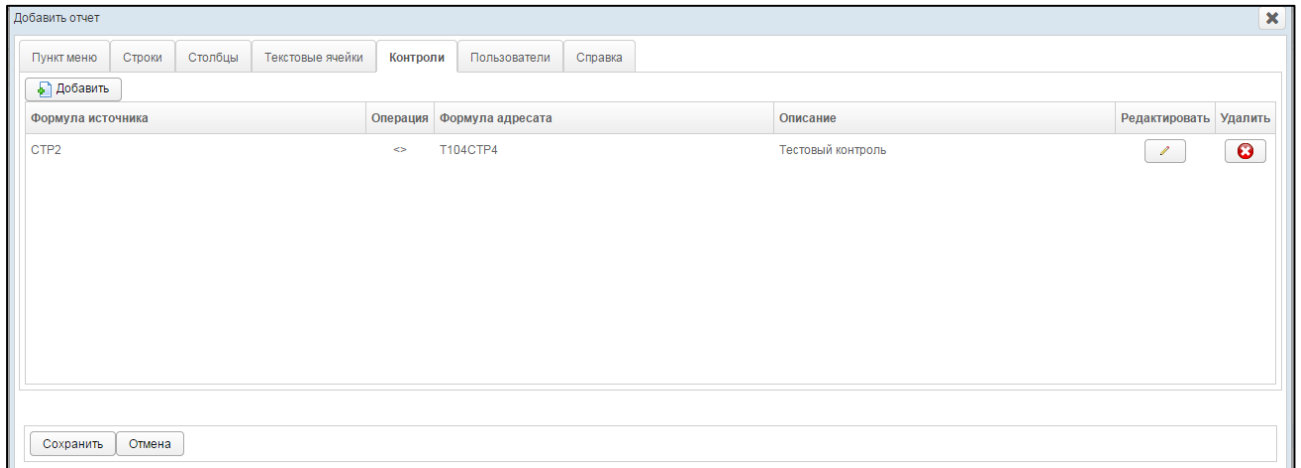 Добавить отчет
Пункт меню Строки Столбцы Текстовые ячейки Контроли Пользователи Справка
Добавить
Формула источника Операция Формула адресата Описание Редактировать Удалить
СТР2 <> Т104СТР4 Тестовый контроль
Сохранить Отмена